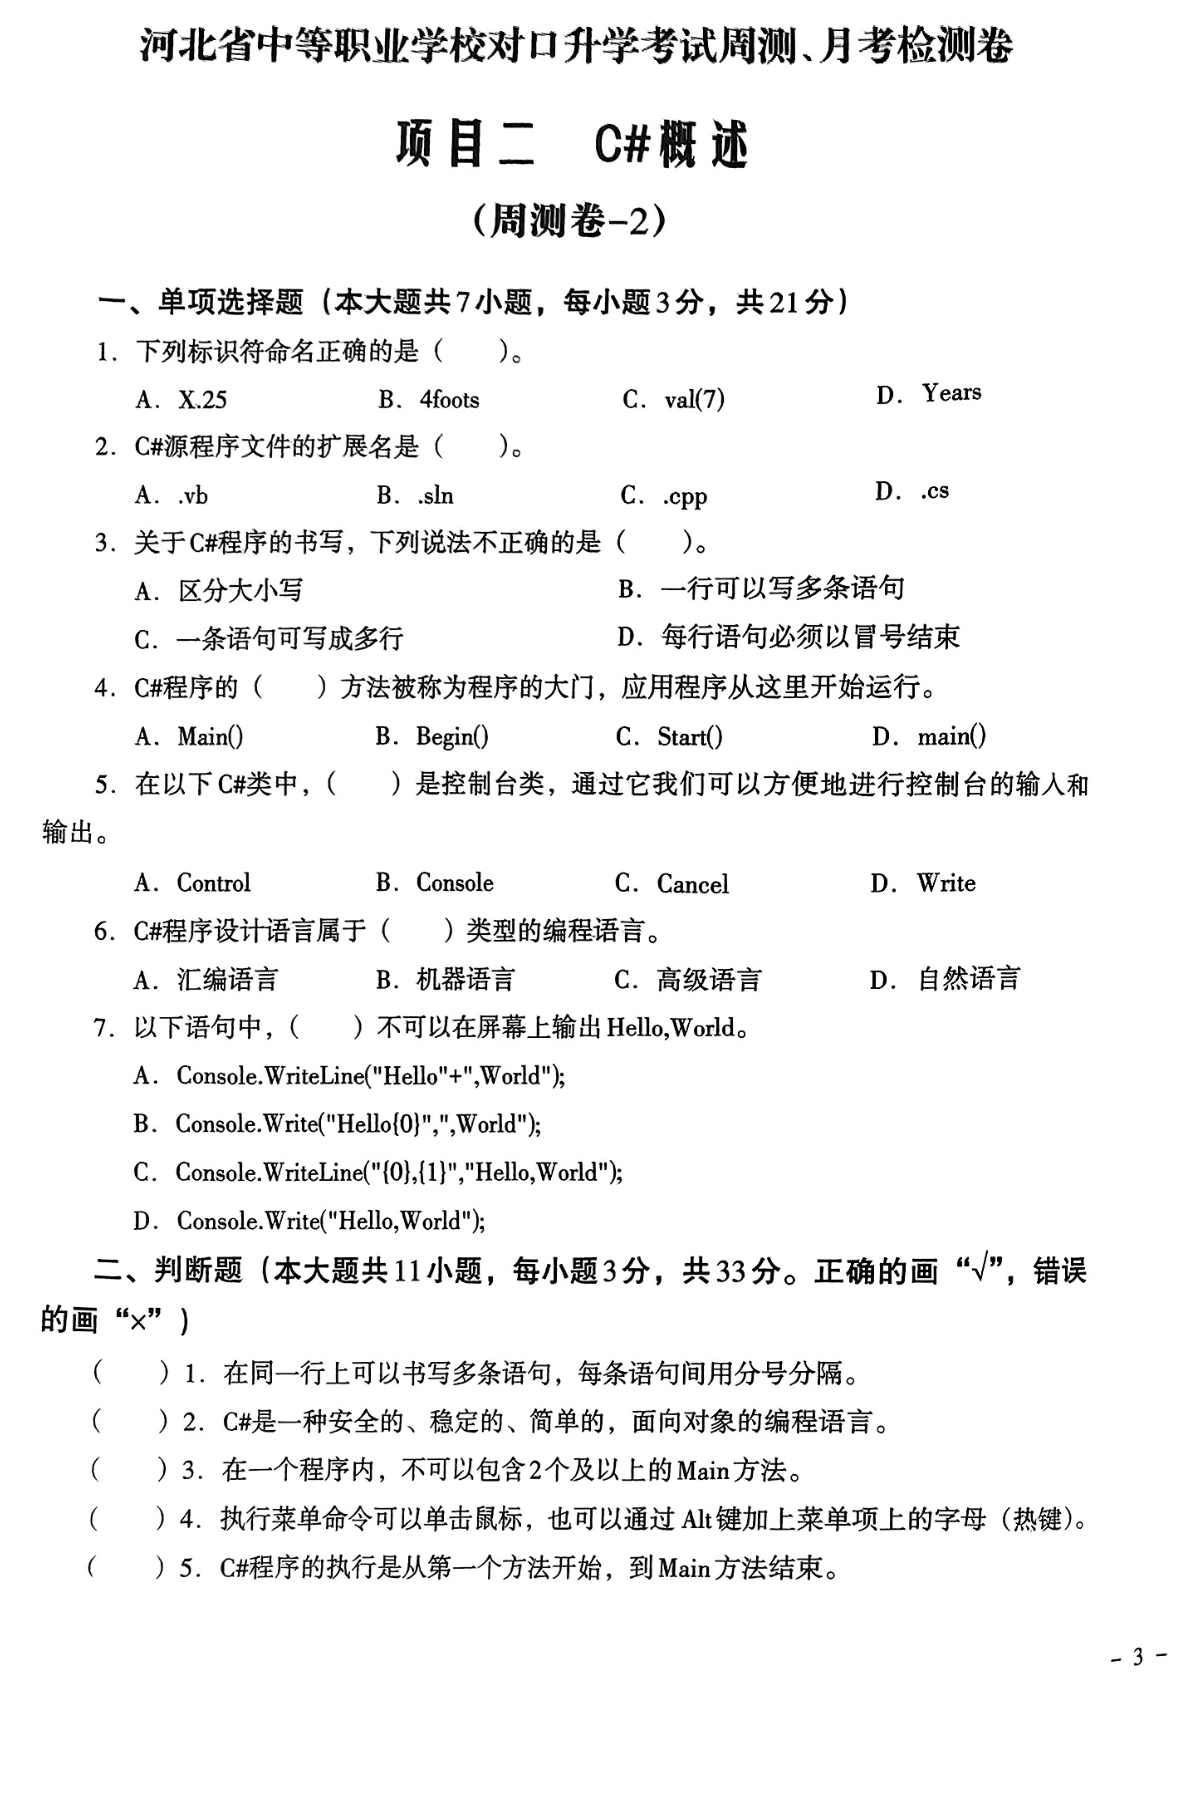 河北省中等职业学校对口升学考试周测、月考检测卷
项目二 C#概述
（周测卷-2）
一、单项选择题（本大题共7小题，每小题3分，共21分）
1. 下列标识符命名正确的是（　　）。
A. X.25 B. 4foots C. val(7) D. Years
2. C#源程序文件的扩展名是（　　）。
A. .vb B. .sln C. .cpp D. .cs
3. 关于C#程序的书写，下列说法不正确的是（　　）。
A. 区分大小写 B. 一行可以写多条语句
C. 一条语句可写成多行 D. 每行语句必须以冒号结束
4. C#程序的（　　）方法被称为程序的大门，应用程序从这里开始运行。
A. Main() B. Begin() C. Start() D. main()
5. 在以下C#类中，（　　）是控制台类，通过它我们可以方便地进行控制台的输入和
输出。
A. Control B. Console C. Cancel D. Write
6. C#程序设计语言属于（　　）类型的编程语言。
A. 汇编语言 B. 机器语言 C. 高级语言 D. 自然语言
7. 以下语句中，（　　）不可以在屏幕上输出Hello,World。
A. Console.WriteLine("Hello"+",World");
B. Console.Write("Hello{0}",",World");
C. Console.WriteLine("{0},{1}","Hello,World");
D. Console.Write("Hello,World");
二、判断题（本大题共11小题，每小题3分，共33分。正确的画“√”，错误
的画“×”）
（　　）1. 在同一行上可以书写多条语句，每条语句间用分号分隔。
（　　）2. C#是一种安全的、稳定的、简单的，面向对象的编程语言。
（　　）3. 在一个程序内，不可以包含2个及以上的Main方法。
（　　）4. 执行菜单命令可以单击鼠标，也可以通过Alt键加上菜单项上的字母（热键）。
（　　）5. C#程序的执行是从第一个方法开始，到Main方法结束。
- 3 -